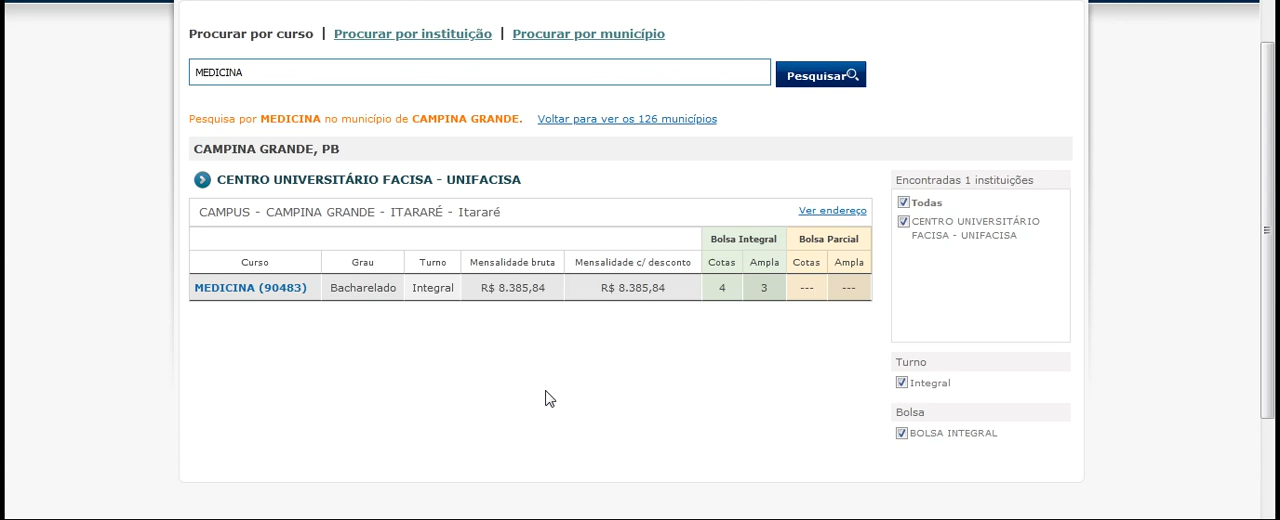 Procurar por curso | Procurar por instituição | Procurar por município
MEDICINA
Pesquisar
Pesquisa por MEDICINA no município de CAMPINA GRANDE. Voltar para ver os 126 municípios
CAMPINA GRANDE, PB
CENTRO UNIVERSITÁRIO FACISA - UNIFACISA
CAMPUS - CAMPINA GRANDE - ITARARÉ - Itararé Ver endereço
Bolsa Integral Bolsa Parcial
Curso Grau Turno Mensalidade bruta Mensalidade c/ desconto Cotas Ampla Cotas Ampla
MEDICINA (90483) Bacharelado Integral R$ 8.385,84 R$ 8.385,84 4 3 --- ---
Encontradas 1 instituições
Todas
CENTRO UNIVERSITÁRIO
FACISA - UNIFACISA
Turno
Integral
Bolsa
BOLSA INTEGRAL